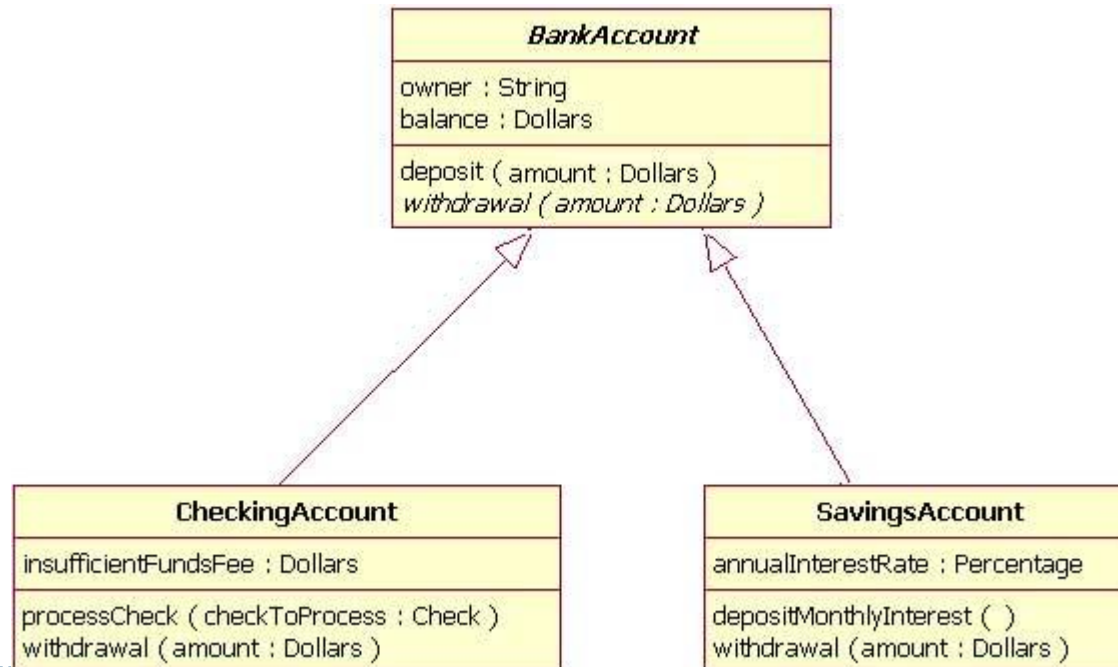 BankAccount
owner : String
balance : Dollars
deposit ( amount : Dollars )
withdrawal ( amount : Dollars )
CheckingAccount
insufficientFundsFee : Dollars
processCheck ( checkToProcess : Check )
withdrawal ( amount : Dollars )
SavingsAccount
annualInterestRate : Percentage
depositMonthlyInterest ( )
withdrawal ( amount : Dollars )